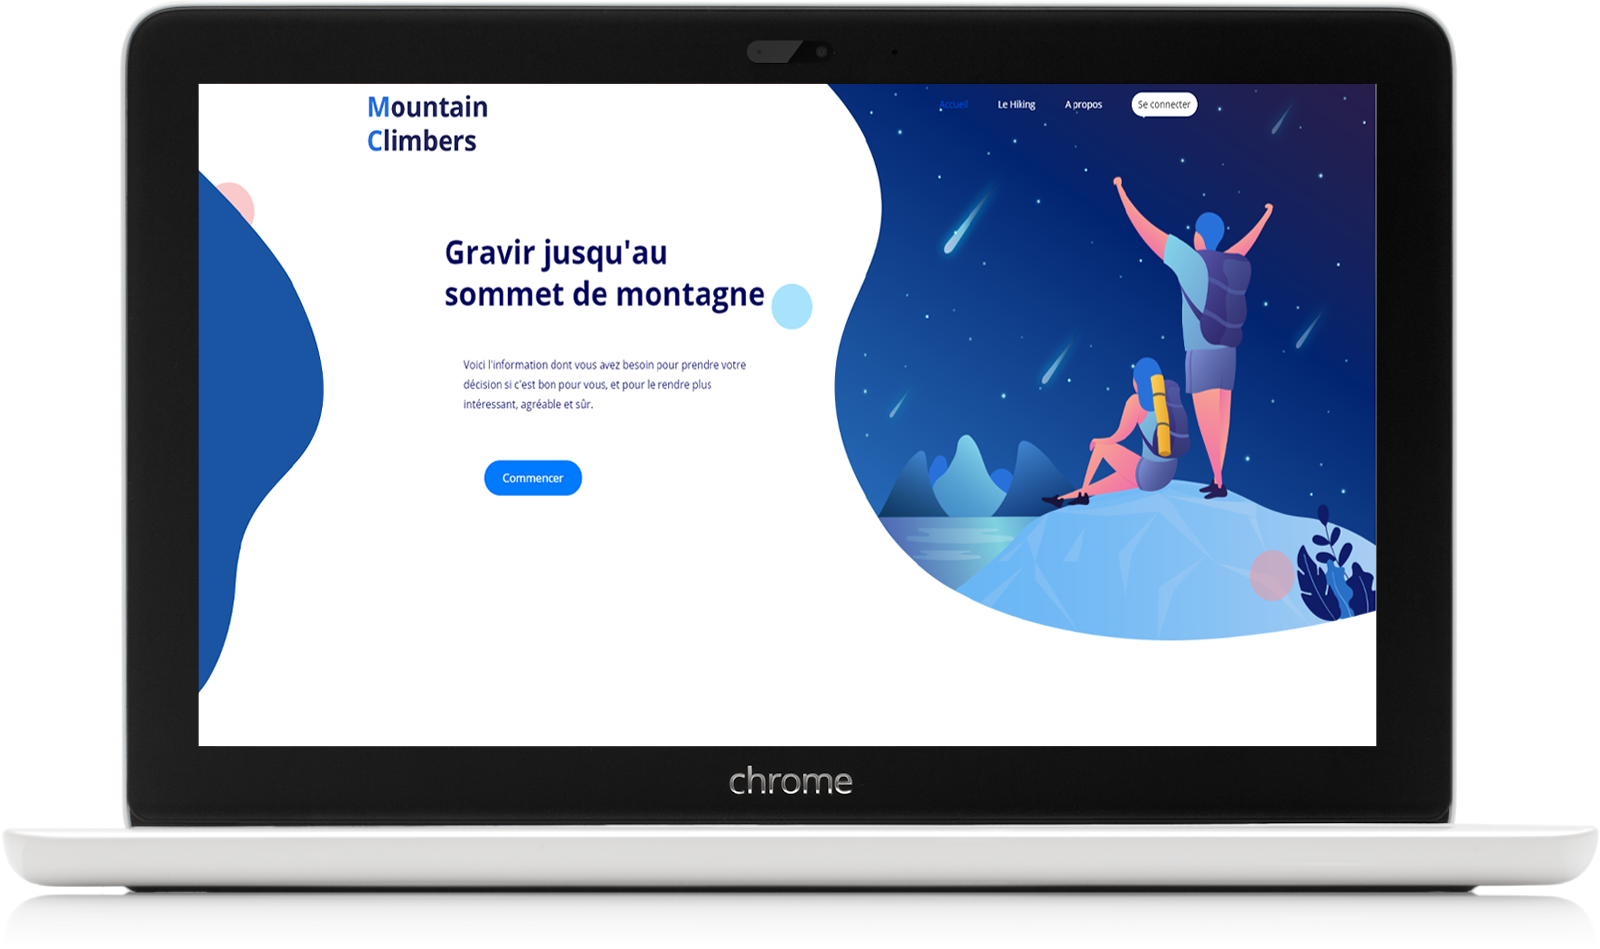 Mountain
Climbers
Accueil
Le Hiking
A propos
Se connecter
Gravir jusqu'au
sommet de montagne
Voici l'information dont vous avez besoin pour prendre votre
décision si c'est bon pour vous, et pour le rendre plus
intéressant, agréable et sûr.
Commencer
chrome